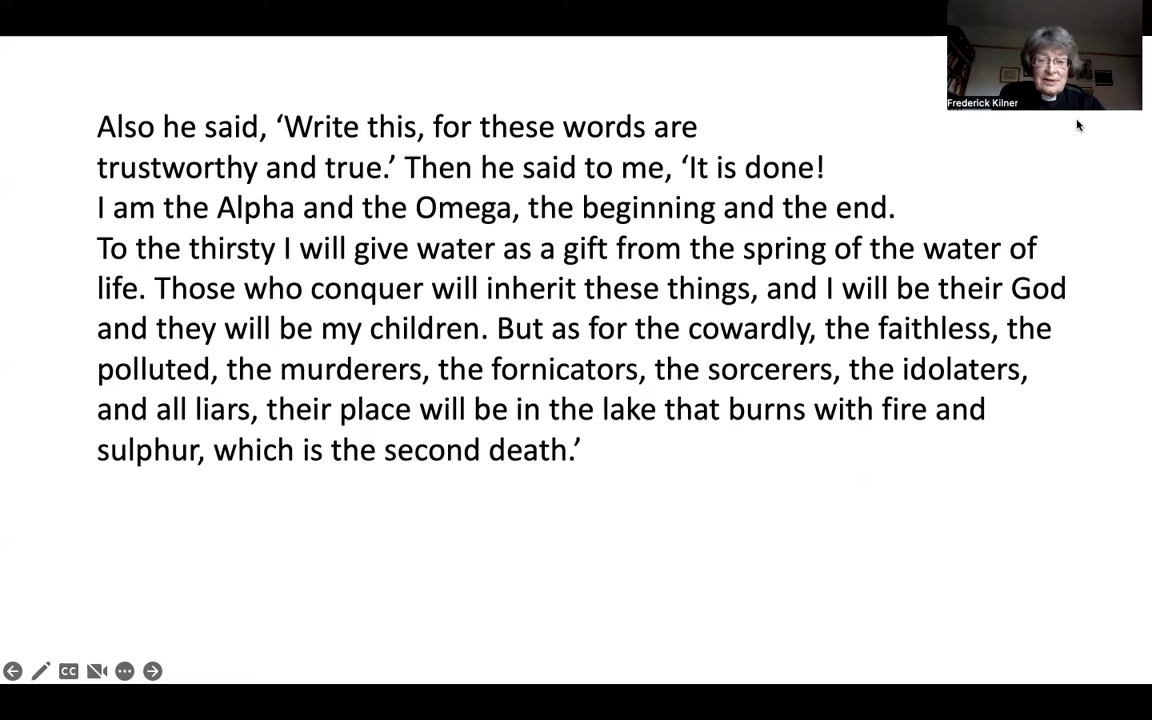 Frederick Kilner
Also he said, ‘Write this, for these words are
trustworthy and true.’ Then he said to me, ‘It is done!
I am the Alpha and the Omega, the beginning and the end.
To the thirsty I will give water as a gift from the spring of the water of
life. Those who conquer will inherit these things, and I will be their God
and they will be my children. But as for the cowardly, the faithless, the
polluted, the murderers, the fornicators, the sorcerers, the idolaters,
and all liars, their place will be in the lake that burns with fire and
sulphur, which is the second death.’
CC